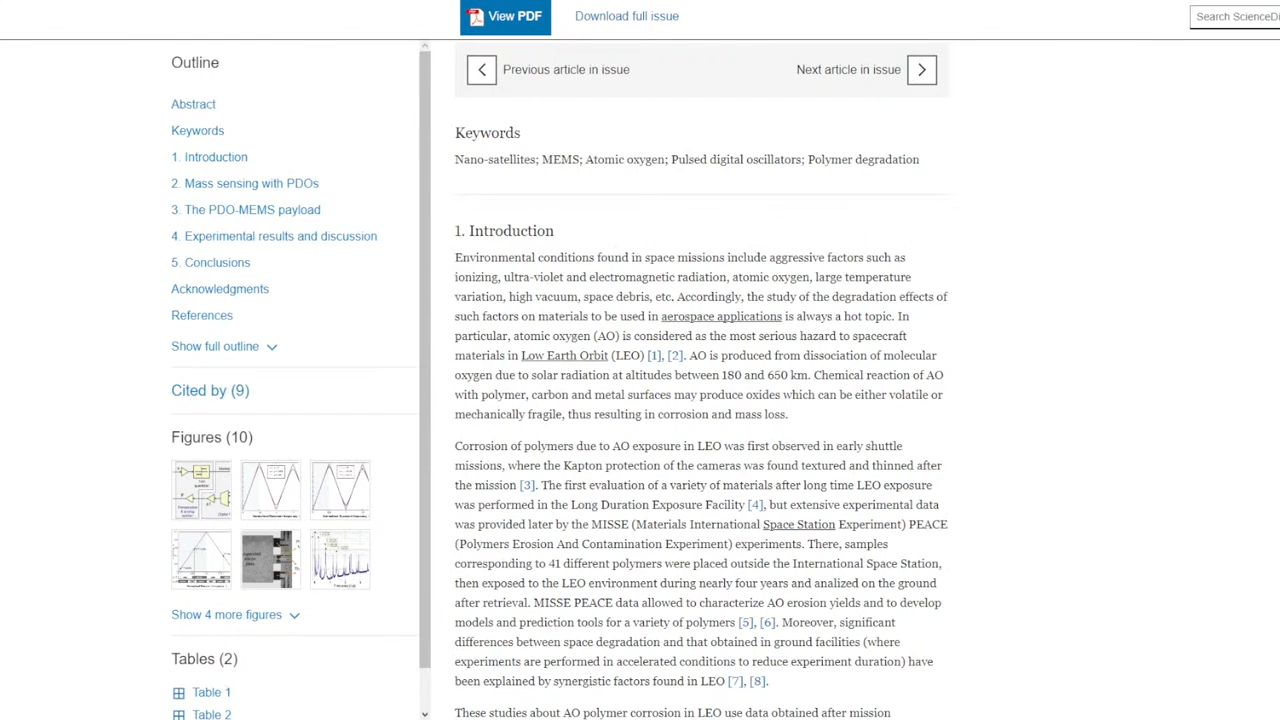 View PDF
Download full issue
Search ScienceDi
Outline
Abstract
Keywords
1. Introduction
2. Mass sensing with PDOs
3. The PDO-MEMS payload
4. Experimental results and discussion
5. Conclusions
Acknowledgments
References
Show full outline
Cited by (9)
Figures (10)
Show 4 more figures
Tables (2)
Table 1
Table 2
Previous article in issue
Next article in issue
Keywords
Nano-satellites; MEMS; Atomic oxygen; Pulsed digital oscillators; Polymer degradation
1. Introduction
Environmental conditions found in space missions include aggressive factors such as
ionizing, ultra-violet and electromagnetic radiation, atomic oxygen, large temperature
variation, high vacuum, space debris, etc. Accordingly, the study of the degradation effects of
such factors on materials to be used in aerospace applications is always a hot topic. In
particular, atomic oxygen (AO) is considered as the most serious hazard to spacecraft
materials in Low Earth Orbit (LEO) [1], [2]. AO is produced from dissociation of molecular
oxygen due to solar radiation at altitudes between 180 and 650 km. Chemical reaction of AO
with polymer, carbon and metal surfaces may produce oxides which can be either volatile or
mechanically fragile, thus resulting in corrosion and mass loss.
Corrosion of polymers due to AO exposure in LEO was first observed in early shuttle
missions, where the Kapton protection of the cameras was found textured and thinned after
the mission [3]. The first evaluation of a variety of materials after long time LEO exposure
was performed in the Long Duration Exposure Facility [4], but extensive experimental data
was provided later by the MISSE (Materials International Space Station Experiment) PEACE
(Polymers Erosion And Contamination Experiment) experiments. There, samples
corresponding to 41 different polymers were placed outside the International Space Station,
then exposed to the LEO environment during nearly four years and analized on the ground
after retrieval. MISSE PEACE data allowed to characterize AO erosion yields and to develop
models and prediction tools for a variety of polymers [5], [6]. Moreover, significant
differences between space degradation and that obtained in ground facilities (where
experiments are performed in accelerated conditions to reduce experiment duration) have
been explained by synergistic factors found in LEO [7], [8].
These studies about AO polymer corrosion in LEO use data obtained after mission